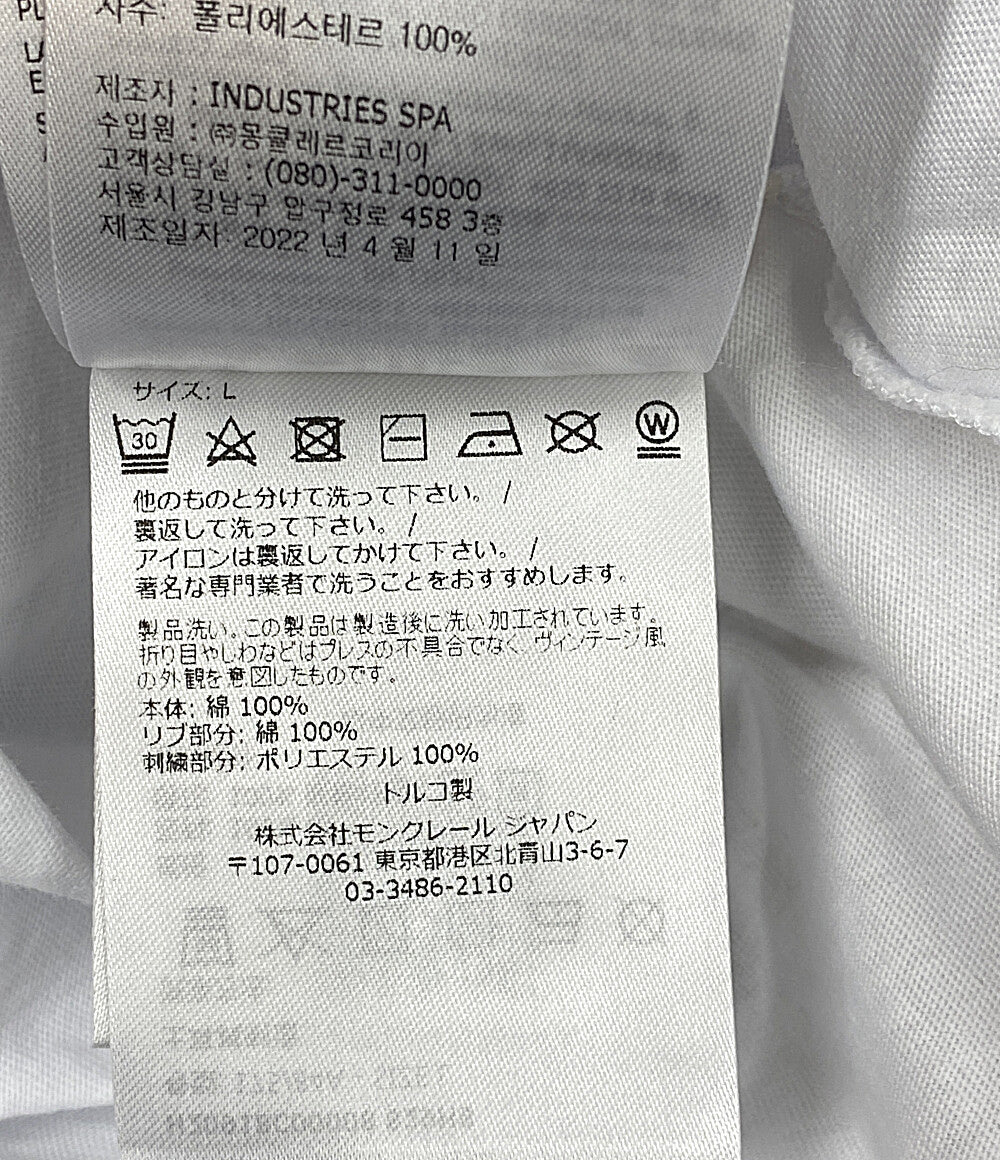 PL
자수: 폴리에스테르 100%
제조자 : INDUSTRIES SPA
수입원 : ㈜몽클레르코리아
고객상담실 : (080)-311-0000
서울시 강남구 압구정로 458 3층
제조일자: 2022 년 4 월 11 일
サイズ: L
30
W
他のものと分けて洗って下さい。 /
裏返して洗って下さい。 /
アイロンは裏返してかけて下さい。 /
著名な専門業者で洗うことをおすすめします。
製品洗い。この製品は製造後に洗い加工されています。
折り目やしわなどはプレスの不具合でなく、ヴィンテージ風
の外観を意図したものです。
本体: 綿 100%
リブ部分: 綿 100%
刺繍部分: ポリエステル 100%
トルコ製
株式会社モンクレール ジャパン
〒107-0061 東京都港区北青山3-6-7
03-3486-2110